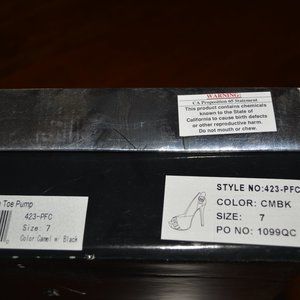 WARNING:
CA Proposition 65 Statement
This product contains chemicals
known to the State of
California to cause birth defects
or other reproductive harm.
Do not mouth or chew.
Toe Pump
423-PFC
Size: 7
Color:Camel w/ Black
STYLE NO:423-PFC
COLOR: CMBK
SIZE: 7
PO NO: 1099QC